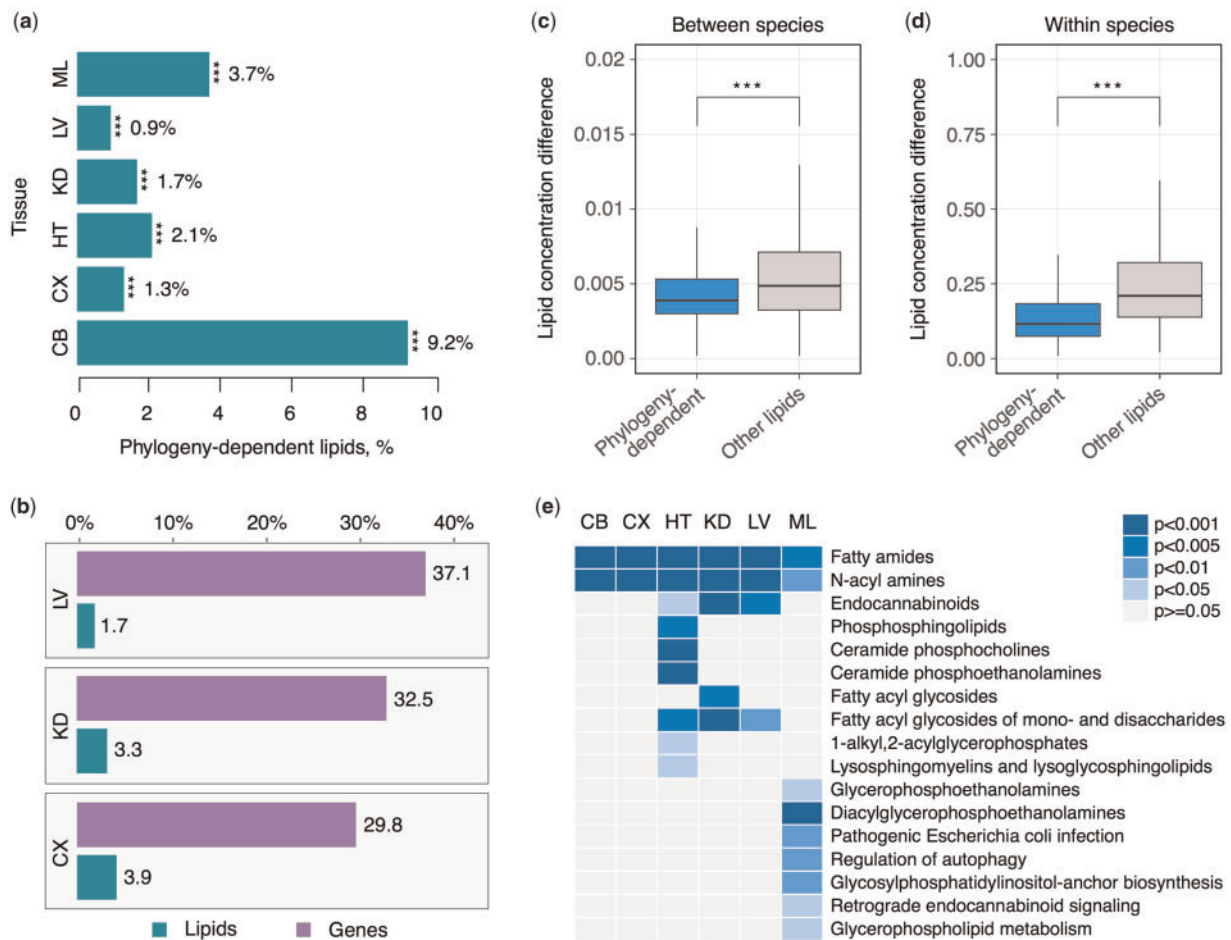 (a)
Tissue
ML
*** 3.7%
LV
*** 0.9%
KD
*** 1.7%
HT
*** 2.1%
CX
*** 1.3%
CB
*** 9.2%
0 2 4 6 8 10
Phylogeny-dependent lipids, %
(b)
0% 10% 20% 30% 40%
LV
37.1
1.7
KD
32.5
3.3
CX
29.8
3.9
Lipids Genes
(c)
Between species
Lipid concentration difference
0.02
0.015
0.01
0.005
0.00
***
Phylogeny-
dependent
Other lipids
(d)
Within species
Lipid concentration difference
1.00
0.75
0.50
0.25
0.00
***
Phylogeny-
dependent
Other lipids
(e)
CB CX HT KD LV ML
Fatty amides
N-acyl amines
Endocannabinoids
Phosphosphingolipids
Ceramide phosphocholines
Ceramide phosphoethanolamines
Fatty acyl glycosides
Fatty acyl glycosides of mono- and disaccharides
1-alkyl,2-acylglycerophosphates
Lysosphingomyelins and lysoglycosphingolipids
Glycerophosphoethanolamines
Diacylglycerophosphoethanolamines
Pathogenic Escherichia coli infection
Regulation of autophagy
Glycosylphosphatidylinositol-anchor biosynthesis
Retrograde endocannabinoid signaling
Glycerophospholipid metabolism
p<0.001
p<0.005
p<0.01
p<0.05
p>=0.05